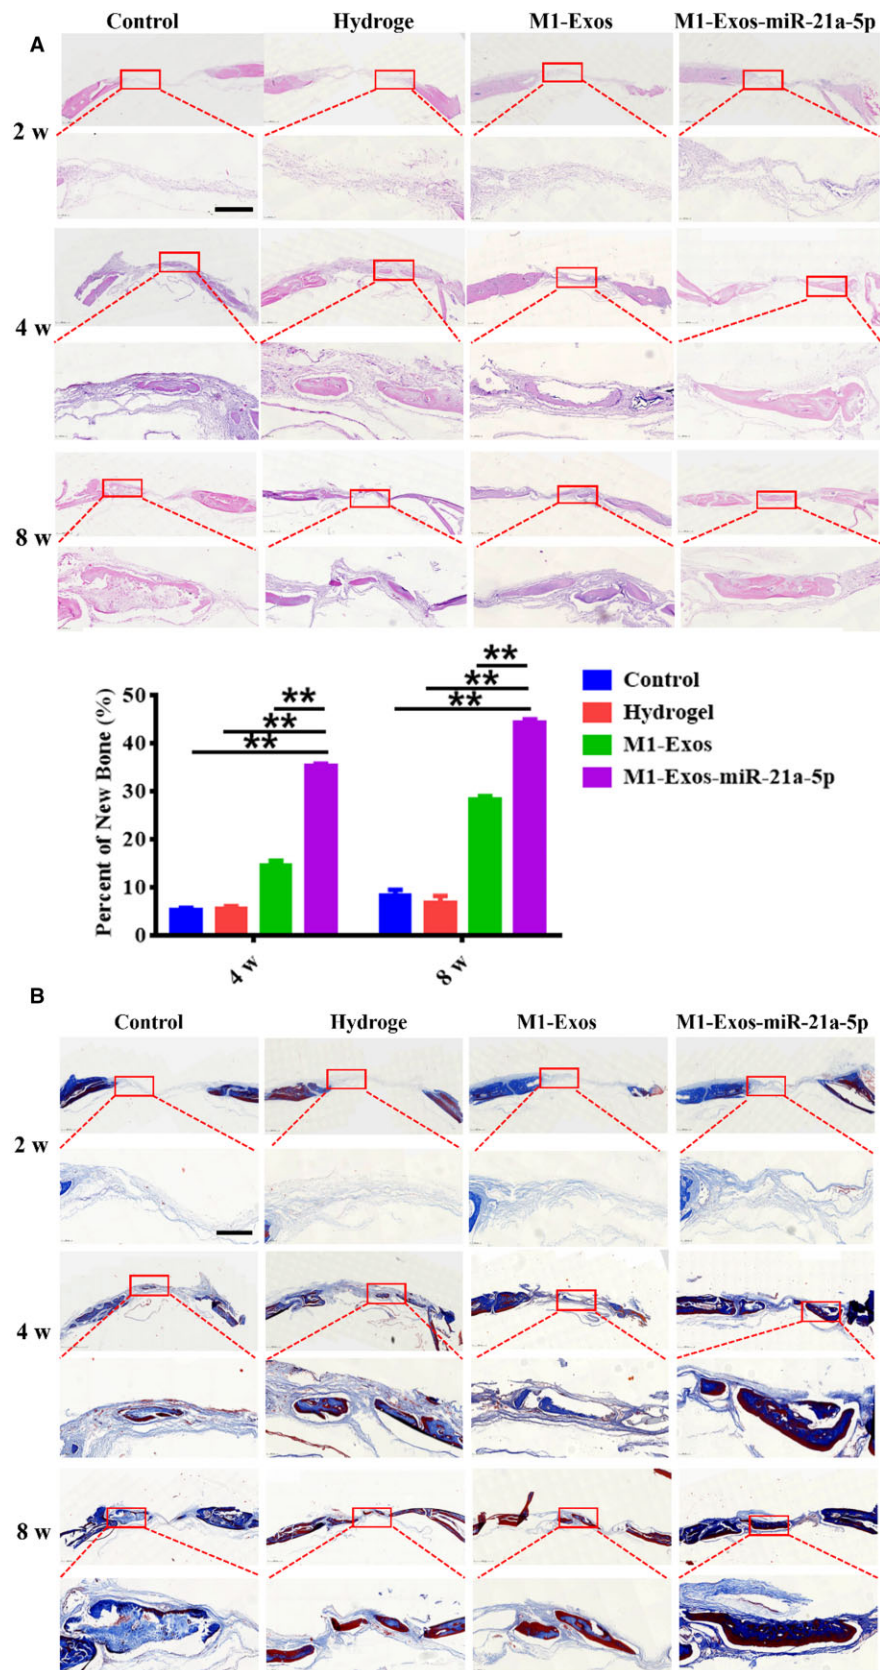 Control Hydroge M1-Exos M1-Exos-miR-21a-5p
A
2 w
4 w
8 w
** ** **
** ** **
50
40
30
20
10
0
Percent of New Bone (%)
4 w 8 w
Control
Hydrogel
M1-Exos
M1-Exos-miR-21a-5p
B
Control Hydroge M1-Exos M1-Exos-miR-21a-5p
2 w
4 w
8 w